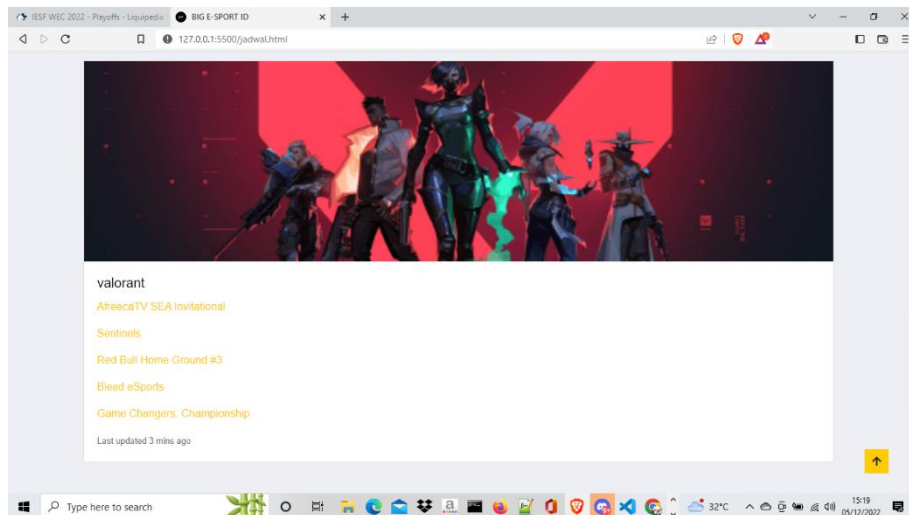 IESF WEC 2022 - Playoffs - Liquipedia
BIG E-SPORT ID
127.0.0.1:5500/jadwal.html
valorant
AfreecaTV SEA Invitational
Sentinels
Red Bull Home Ground #3
Bleed eSports
Game Changers: Championship
Last updated 3 mins ago
Type here to search
32°C
15:19
05/12/2022